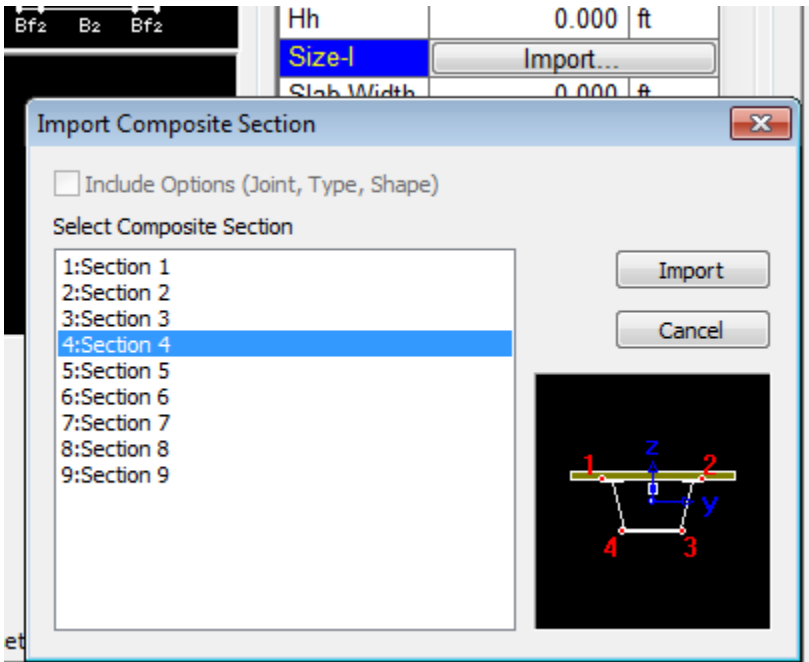 Bf2 B2 Bf2
Hh 0.000 ft
Size-I Import...
Slab Width 0.000 ft
Import Composite Section
Include Options (Joint, Type, Shape)
Select Composite Section
1:Section 1
2:Section 2
3:Section 3
4:Section 4
5:Section 5
6:Section 6
7:Section 7
8:Section 8
9:Section 9
Import
Cancel
z
1 2
y
4 3
et